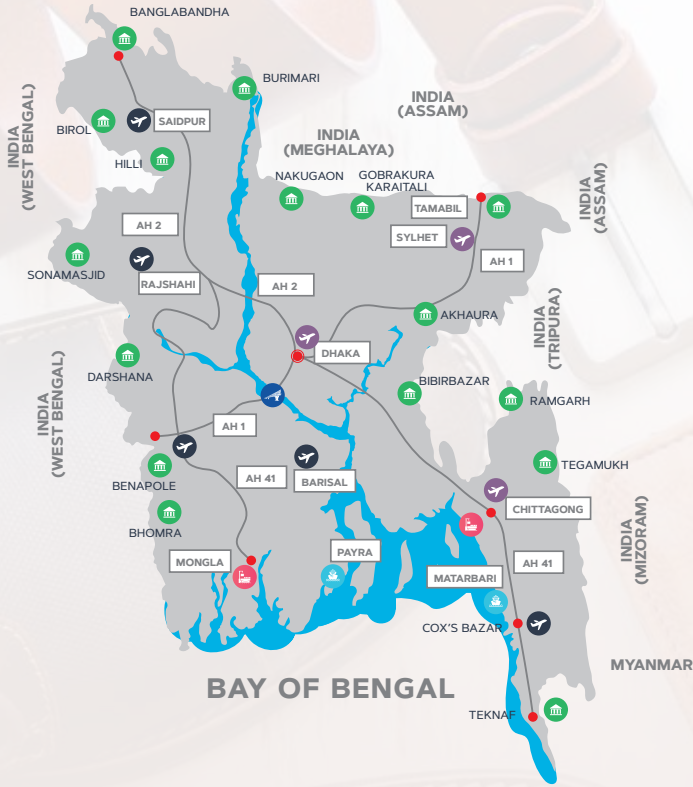 BANGLABANDHA
BURIMARI
INDIA
(WEST BENGAL)
INDIA
(ASSAM)
BIROL
SAIDPUR
INDIA
(MEGHALAYA)
HILLI
NAKUGAON
GOBRAKURA
KARAITALI
TAMABIL
INDIA
(ASSAM)
AH 2
SYLHET
SONAMASJID
RAJSHAHI
AH 2
AH 1
AKHAURA
INDIA
(TRIPURA)
DHAKA
DARSHANA
BIBIRBAZAR
RAMGARH
INDIA
(WEST BENGAL)
AH 1
TEGAMUKH
BENAPOLE
AH 41
BARISAL
CHITTAGONG
BHOMRA
INDIA
(MIZORAM)
MONGLA
PAYRA
AH 41
MATARBARI
COX'S BAZAR
MYANMAR
BAY OF BENGAL
TEKNAF